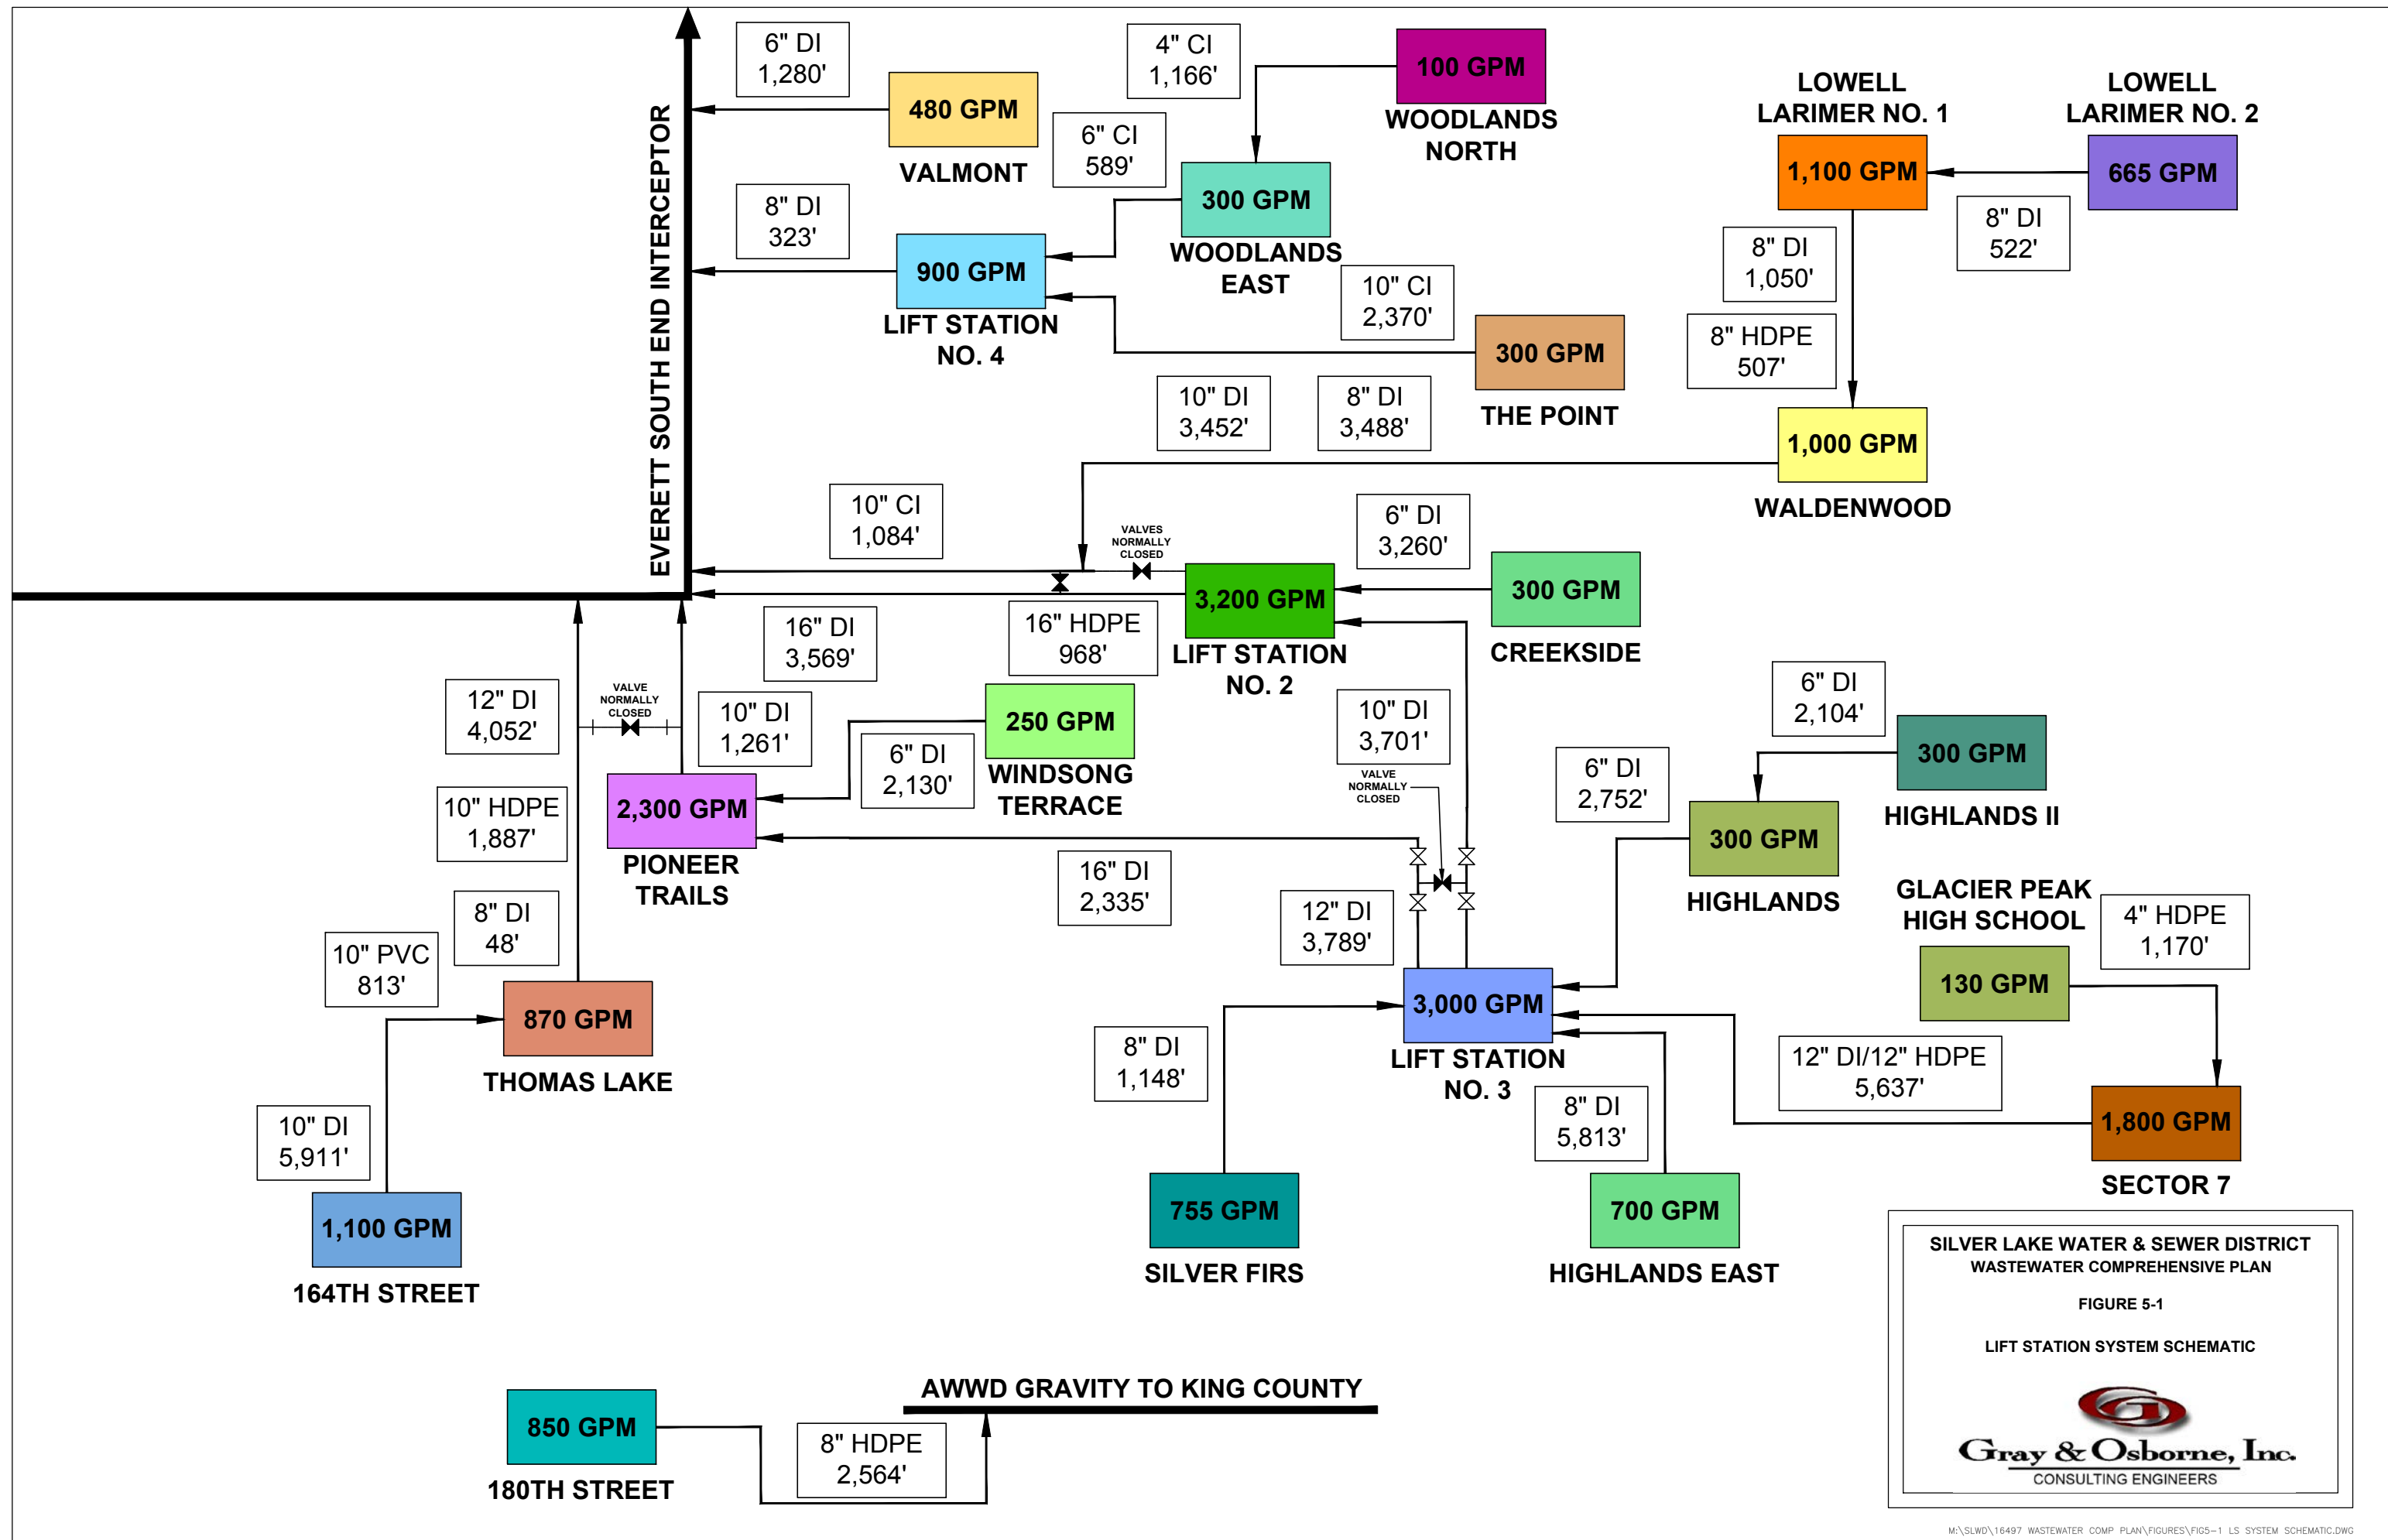 6" DI
1,280'
4" CI
1,166'
100 GPM
WOODLANDS
NORTH
LOWELL
LARIMER NO. 1
LOWELL
LARIMER NO. 2
480 GPM
VALMONT
6" CI
589'
1,100 GPM
665 GPM
8" DI
522'
EVERETT SOUTH END INTERCEPTOR
8" DI
323'
300 GPM
WOODLANDS
EAST
8" DI
1,050'
900 GPM
LIFT STATION
NO. 4
10" CI
2,370'
8" HDPE
507'
300 GPM
THE POINT
10" DI
3,452'
8" DI
3,488'
1,000 GPM
WALDENWOOD
10" CI
1,084'
VALVES
NORMALLY
CLOSED
6" DI
3,260'
3,200 GPM
LIFT STATION
NO. 2
300 GPM
CREEKSIDE
16" DI
3,569'
16" HDPE
968'
12" DI
4,052'
VALVE
NORMALLY
CLOSED
10" DI
1,261'
250 GPM
WINDSONG
TERRACE
6" DI
2,130'
10" DI
3,701'
VALVE
NORMALLY
CLOSED
6" DI
2,104'
300 GPM
HIGHLANDS II
6" DI
2,752'
10" HDPE
1,887'
2,300 GPM
PIONEER
TRAILS
300 GPM
HIGHLANDS
16" DI
2,335'
12" DI
3,789'
GLACIER PEAK
HIGH SCHOOL
4" HDPE
1,170'
8" DI
48'
10" PVC
813'
130 GPM
870 GPM
THOMAS LAKE
3,000 GPM
LIFT STATION
NO. 3
8" DI
1,148'
12" DI/12" HDPE
5,637'
10" DI
5,911'
8" DI
5,813'
1,800 GPM
SECTOR 7
1,100 GPM
164TH STREET
755 GPM
SILVER FIRS
700 GPM
HIGHLANDS EAST
SILVER LAKE WATER & SEWER DISTRICT
WASTEWATER COMPREHENSIVE PLAN
FIGURE 5-1
LIFT STATION SYSTEM SCHEMATIC
Gray & Osborne, Inc.
CONSULTING ENGINEERS
AWWD GRAVITY TO KING COUNTY
850 GPM
180TH STREET
8" HDPE
2,564'
M:\SLWD\16497 WASTEWATER COMP PLAN\FIGURES\FIG5-1 LS SYSTEM SCHEMATIC.DWG